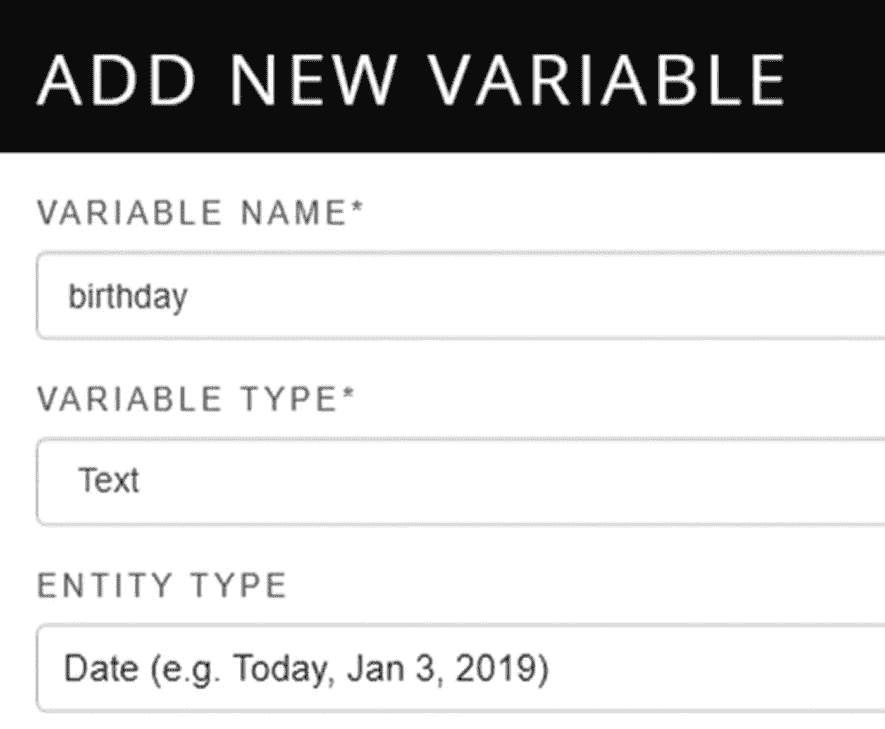 ADD NEW VARIABLE
VARIABLE NAME*
birthday
VARIABLE TYPE*
Text
ENTITY TYPE
Date (e.g. Today, Jan 3, 2019)